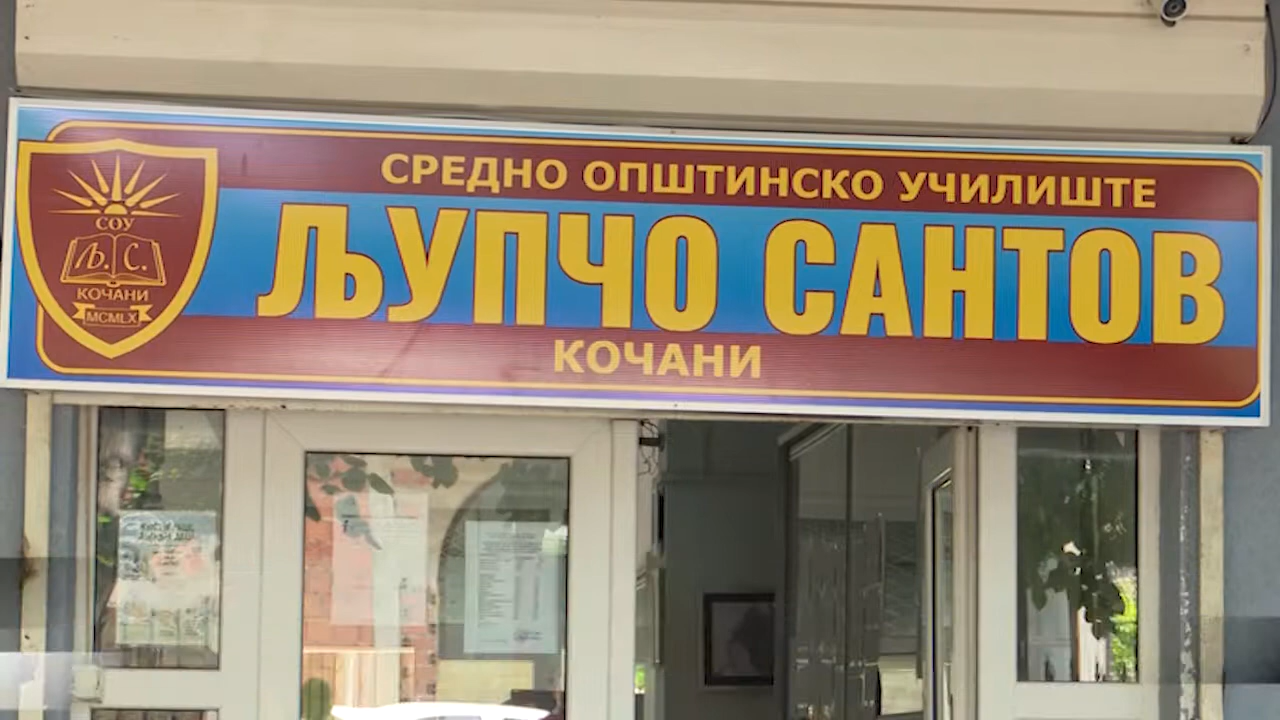 СРЕДНО ОПШТИНСКО УЧИЛИШТЕ
ЉУПЧО САНТОВ
КОЧАНИ
СОУ
Љ. С.
КОЧАНИ
MCMLX